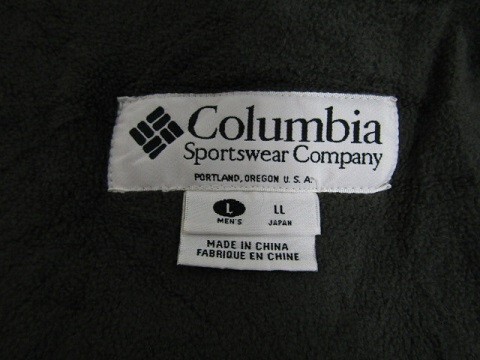 Columbia
Sportswear Company
PORTLAND, OREGON U.S.A.
L LL
MEN'S JAPAN
MADE IN CHINA
FABRIQUE EN CHINE